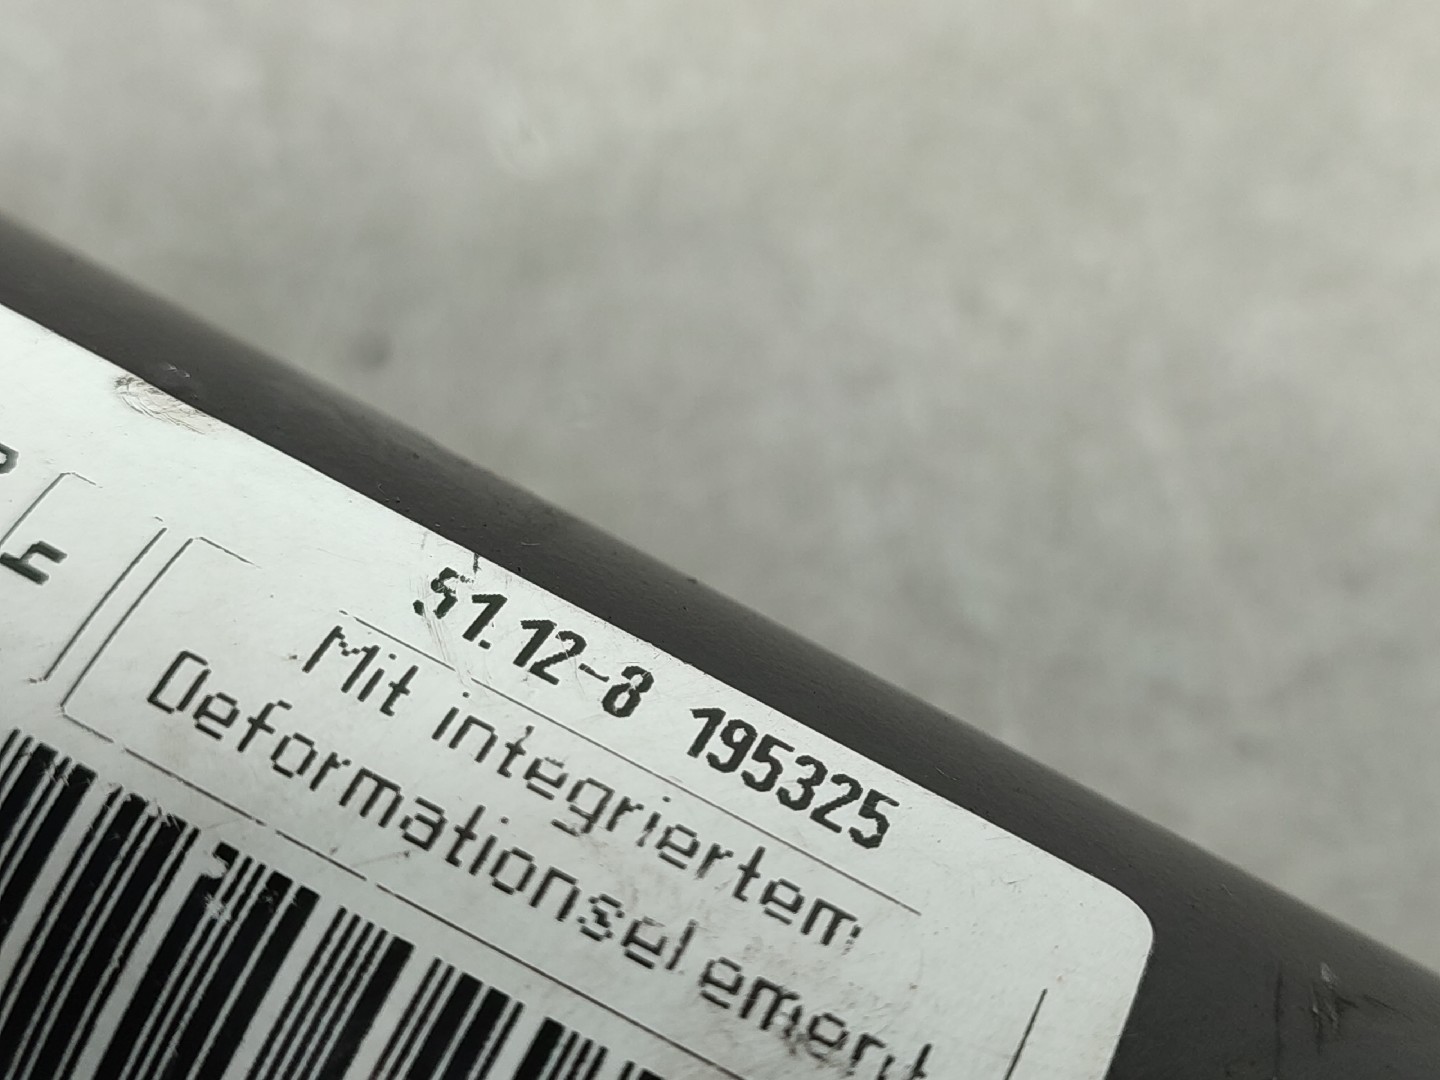 51.12-8 195325
Mit integriertem
Deformationselement